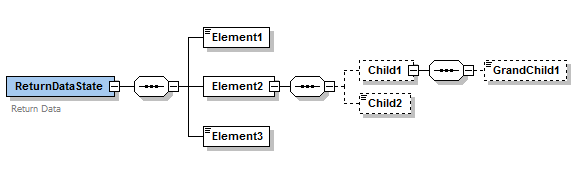 Element1
Child1
GrandChild1
ReturnDataState
Element2
Return Data
Child2
Element3